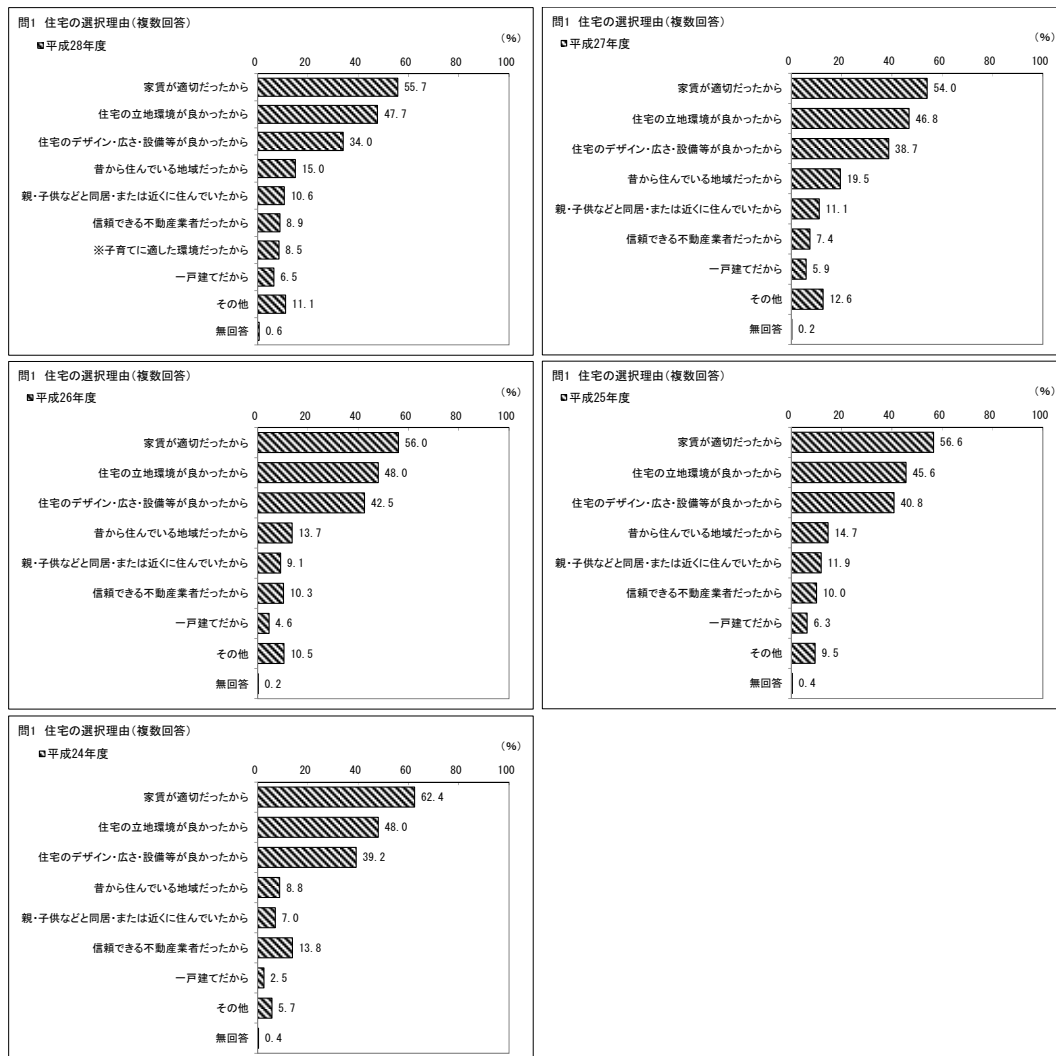 問1 住宅の選択理由(複数回答)
(%)
平成28年度
0 20 40 60 80 100
家賃が適切だったから 55.7
住宅の立地環境が良かったから 47.7
住宅のデザイン・広さ・設備等が良かったから 34.0
昔から住んでいる地域だったから 15.0
親・子供などと同居・または近くに住んでいたから 10.6
信頼できる不動産業者だったから 8.9
※子育てに適した環境だったから 8.5
一戸建てだから 6.5
その他 11.1
無回答 0.6
問1 住宅の選択理由(複数回答)
(%)
平成27年度
0 20 40 60 80 100
家賃が適切だったから 54.0
住宅の立地環境が良かったから 46.8
住宅のデザイン・広さ・設備等が良かったから 38.7
昔から住んでいる地域だったから 19.5
親・子供などと同居・または近くに住んでいたから 11.1
信頼できる不動産業者だったから 7.4
一戸建てだから 5.9
その他 12.6
無回答 0.2
問1 住宅の選択理由(複数回答)
(%)
平成26年度
0 20 40 60 80 100
家賃が適切だったから 56.0
住宅の立地環境が良かったから 48.0
住宅のデザイン・広さ・設備等が良かったから 42.5
昔から住んでいる地域だったから 13.7
親・子供などと同居・または近くに住んでいたから 9.1
信頼できる不動産業者だったから 10.3
一戸建てだから 4.6
その他 10.5
無回答 0.2
問1 住宅の選択理由(複数回答)
(%)
平成25年度
0 20 40 60 80 100
家賃が適切だったから 56.6
住宅の立地環境が良かったから 45.6
住宅のデザイン・広さ・設備等が良かったから 40.8
昔から住んでいる地域だったから 14.7
親・子供などと同居・または近くに住んでいたから 11.9
信頼できる不動産業者だったから 10.0
一戸建てだから 6.3
その他 9.5
無回答 0.4
問1 住宅の選択理由(複数回答)
(%)
平成24年度
0 20 40 60 80 100
家賃が適切だったから 62.4
住宅の立地環境が良かったから 48.0
住宅のデザイン・広さ・設備等が良かったから 39.2
昔から住んでいる地域だったから 8.8
親・子供などと同居・または近くに住んでいたから 7.0
信頼できる不動産業者だったから 13.8
一戸建てだから 2.5
その他 5.7
無回答 0.4